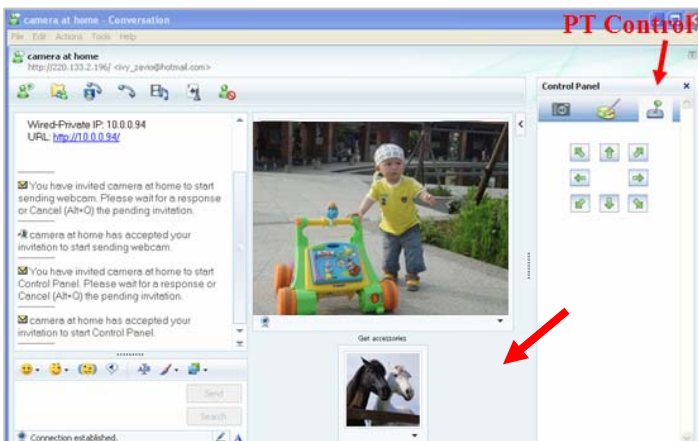 camera at home - Conversation
PT Control
File Edit Actions Tools Help
camera at home
http://220.133.2.196/ <ivy_zavio@hotmail.com>
Control Panel
Wired-Private IP: 10.0.0.94
URL: http://10.0.0.94/
You have invited camera at home to start
sending webcam. Please wait for a response
or Cancel (Alt+Q) the pending invitation.
camera at home has accepted your
invitation to start sending webcam.
You have invited camera at home to start
Control Panel. Please wait for a response or
Cancel (Alt+Q) the pending invitation.
camera at home has accepted your
invitation to start Control Panel.
Get accessories
Send
Search
Connection established.
A